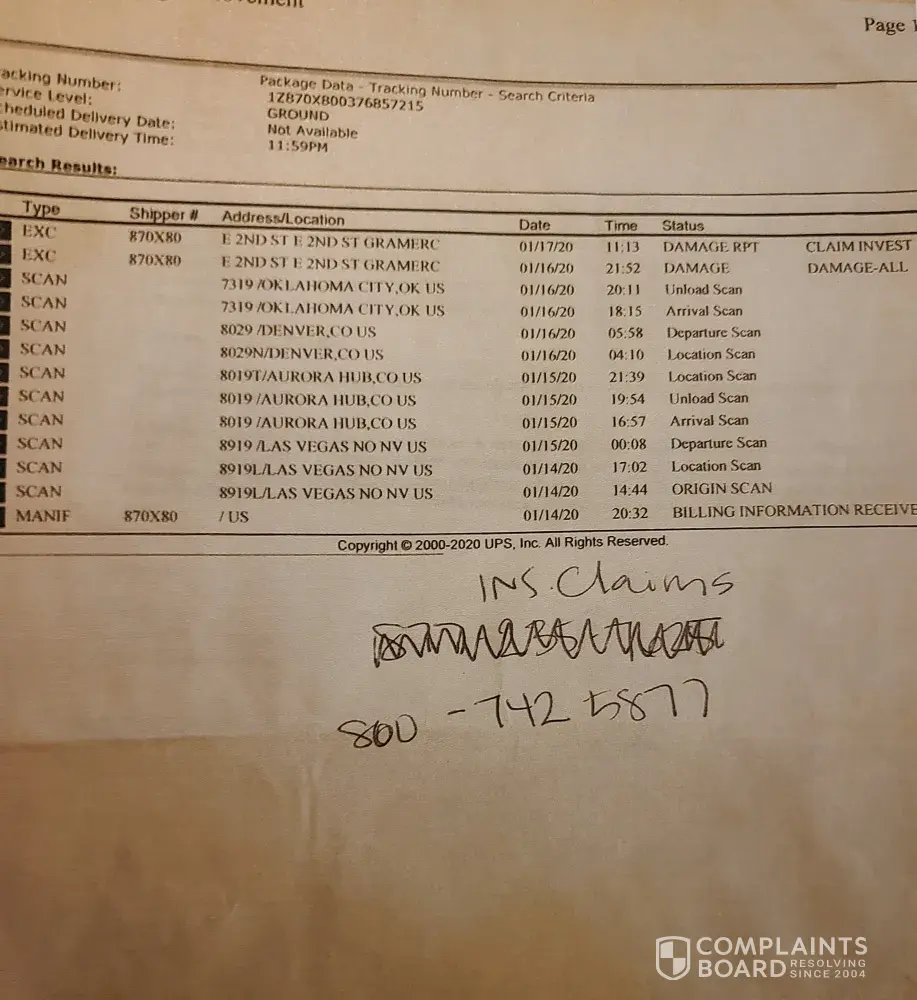 Page 1
Package Data - Tracking Number - Search Criteria
acking Number: 1Z870X800376857215
ervice Level: GROUND
cheduled Delivery Date: Not Available
stimated Delivery Time: 11:59PM
earch Results:
Type Shipper # Address/Location Date Time Status
EXC 870X80 E 2ND ST E 2ND ST GRAMERC 01/17/20 11:13 DAMAGE RPT CLAIM INVEST
EXC 870X80 E 2ND ST E 2ND ST GRAMERC 01/16/20 21:52 DAMAGE DAMAGE-ALL
SCAN 7319 /OKLAHOMA CITY,OK US 01/16/20 20:11 Unload Scan
SCAN 7319 /OKLAHOMA CITY,OK US 01/16/20 18:15 Arrival Scan
SCAN 8029 /DENVER,CO US 01/16/20 05:58 Departure Scan
SCAN 8029N/DENVER,CO US 01/16/20 04:10 Location Scan
SCAN 8019T/AURORA HUB,CO US 01/15/20 21:39 Location Scan
SCAN 8019 /AURORA HUB,CO US 01/15/20 19:54 Unload Scan
SCAN 8019 /AURORA HUB,CO US 01/15/20 16:57 Arrival Scan
SCAN 8919 /LAS VEGAS NO NV US 01/15/20 00:08 Departure Scan
SCAN 8919L/LAS VEGAS NO NV US 01/14/20 17:02 Location Scan
SCAN 8919L/LAS VEGAS NO NV US 01/14/20 14:44 ORIGIN SCAN
MANIF 870X80 / US 01/14/20 20:32 BILLING INFORMATION RECEIVE
Copyright © 2000-2020 UPS, Inc. All Rights Reserved.
INS. Claims
800 - 742 5877
COMPLAINTS
BOARD RESOLVING SINCE 2004